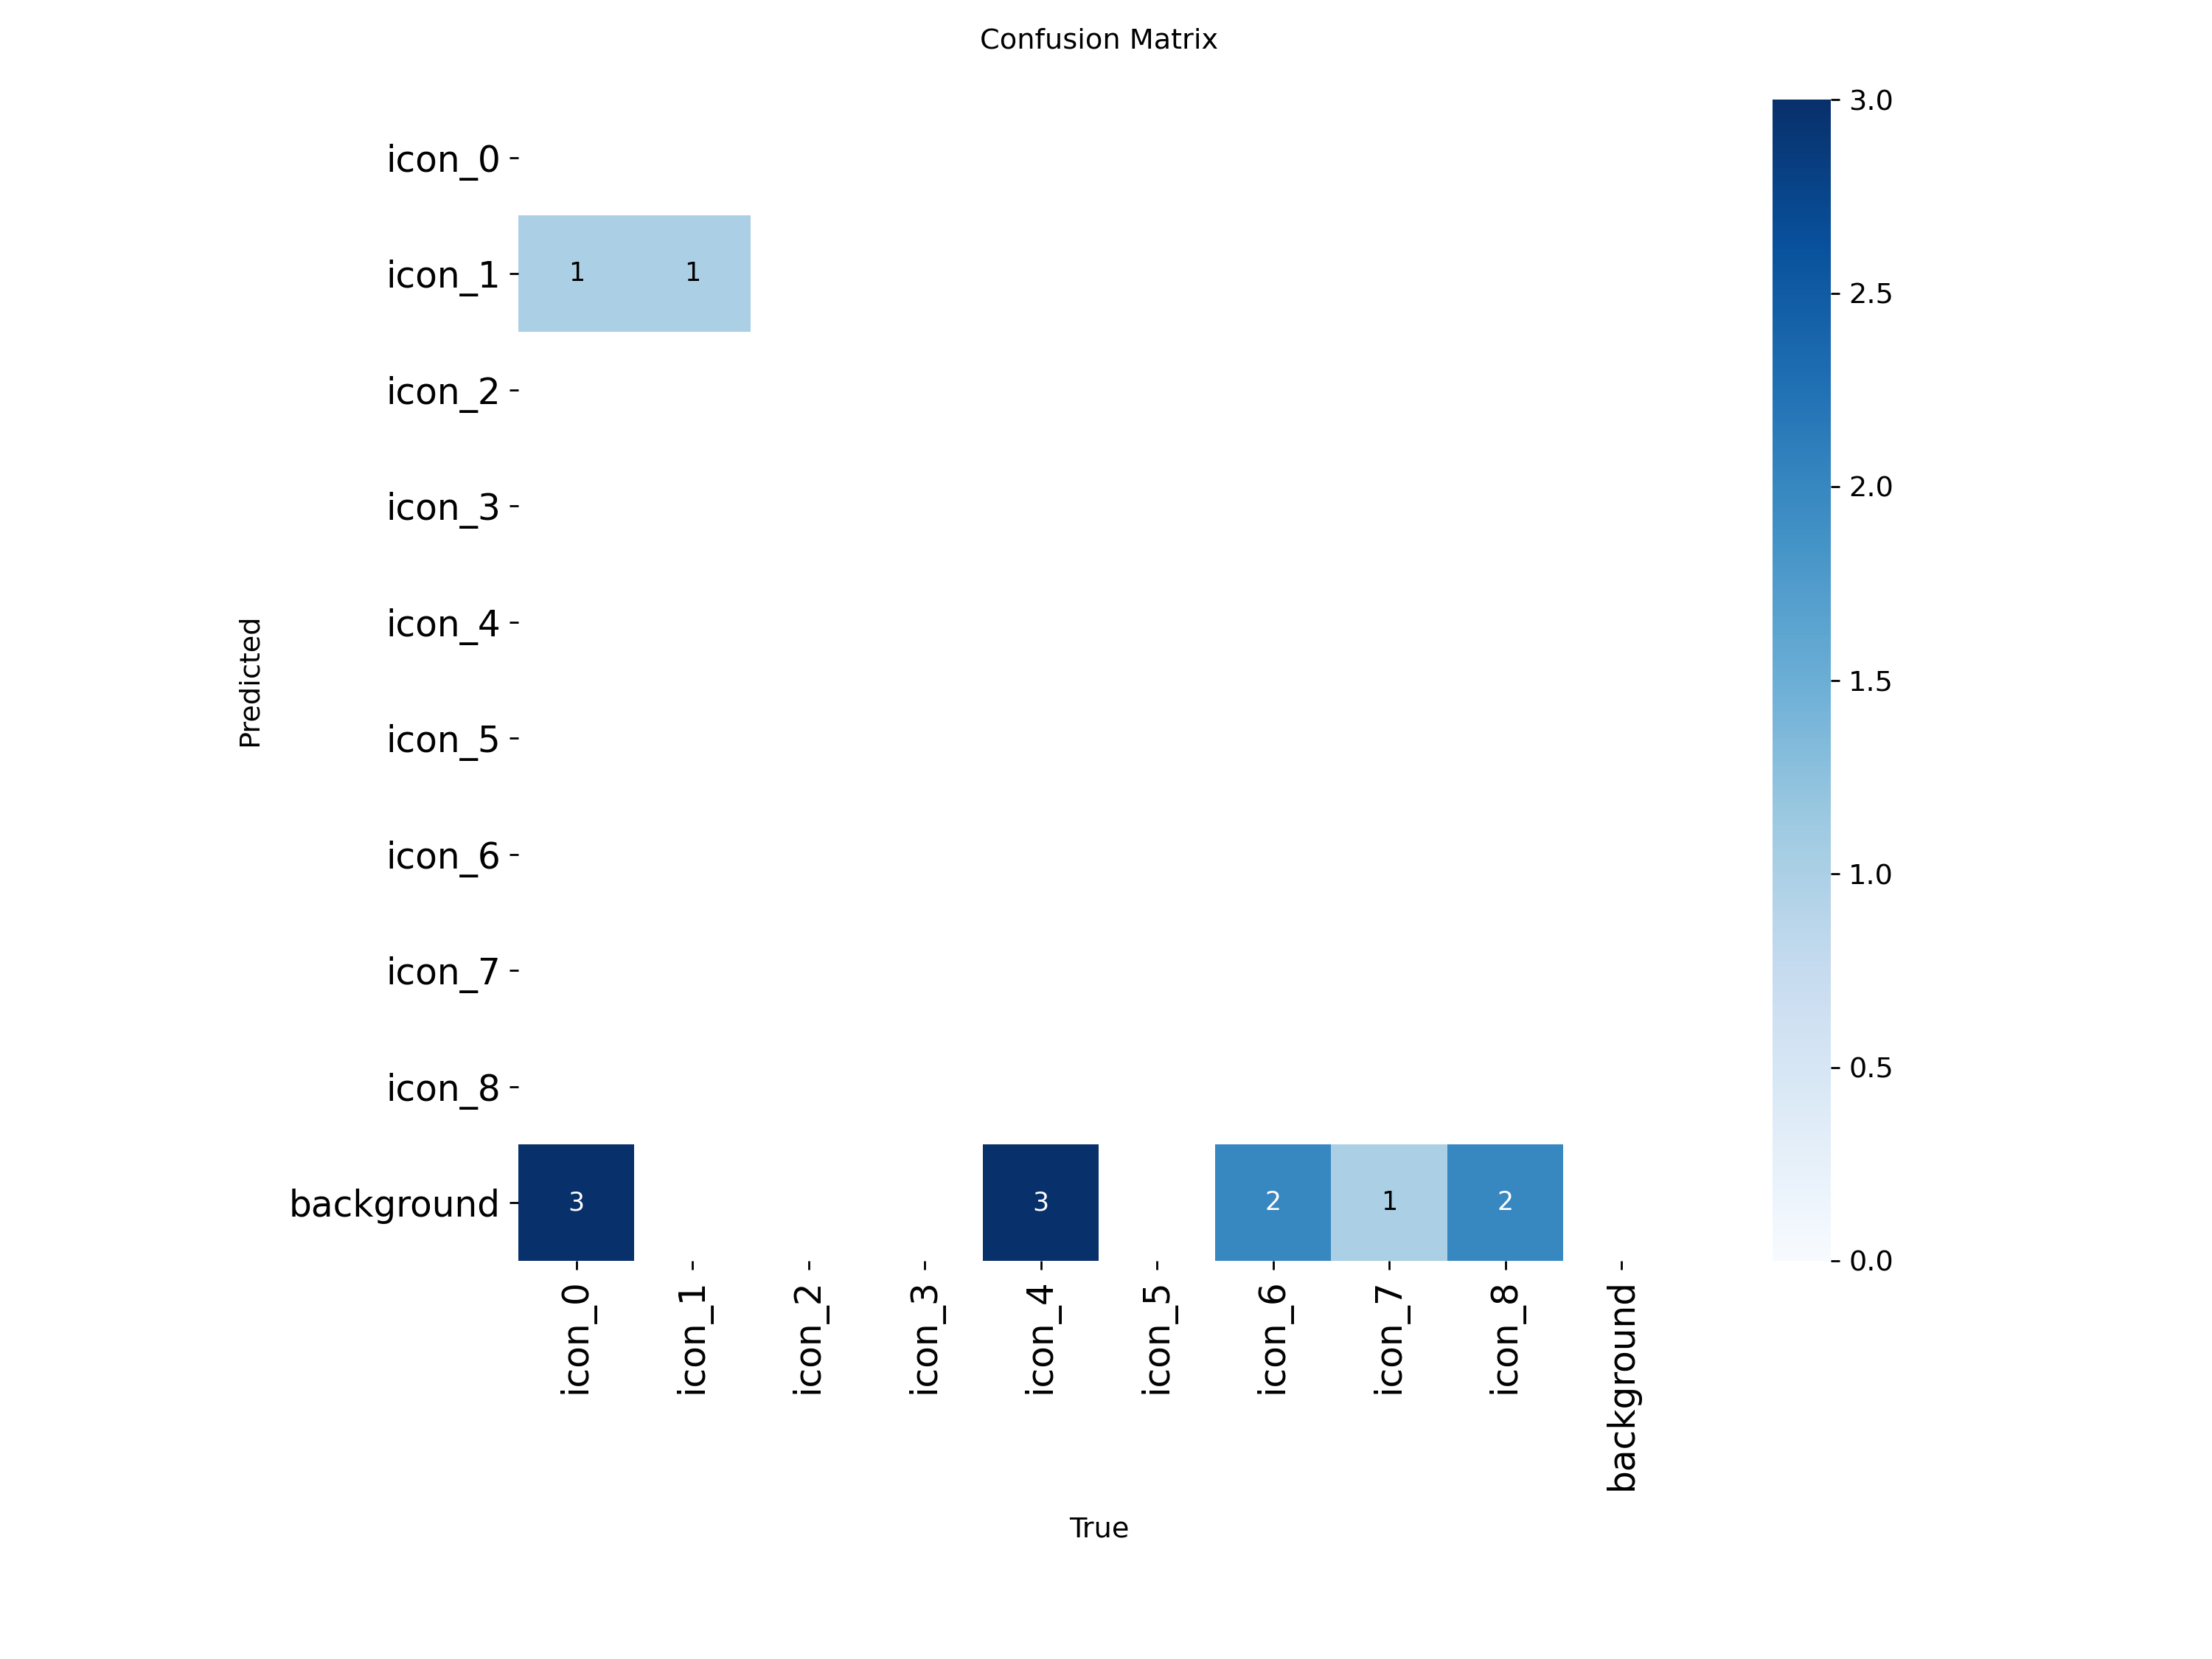 Confusion Matrix
icon_0
icon_1
icon_2
icon_3
icon_4
icon_5
icon_6
icon_7
icon_8
background
Predicted
1 1
3 3 2 1 2
icon_0
icon_1
icon_2
icon_3
icon_4
icon_5
icon_6
icon_7
icon_8
background
True
3.0
2.5
2.0
1.5
1.0
0.5
0.0